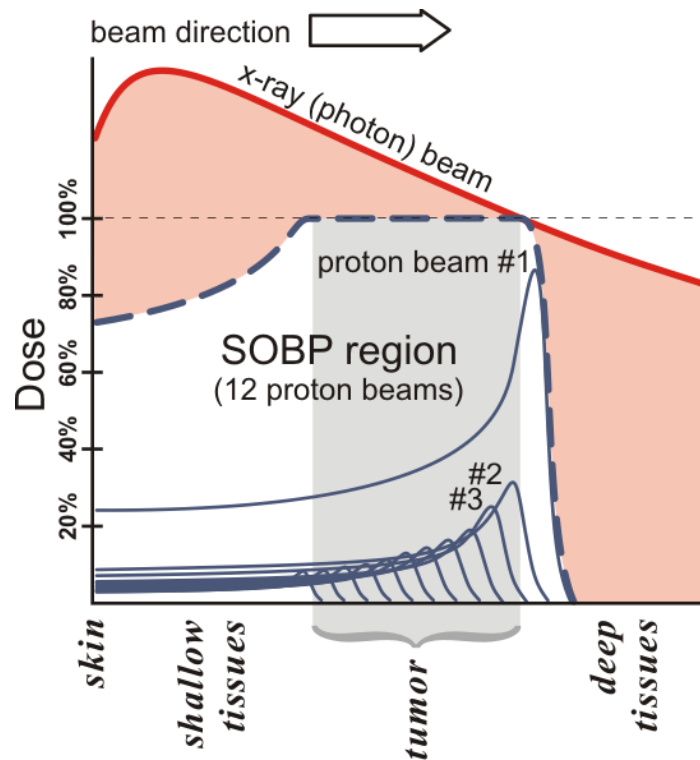 beam direction
x-ray (photon) beam
100%
80%
60%
40%
20%
Dose
proton beam #1
SOBP region
(12 proton beams)
#2
#3
skin
shallow
tissues
tumor
deep
tissues